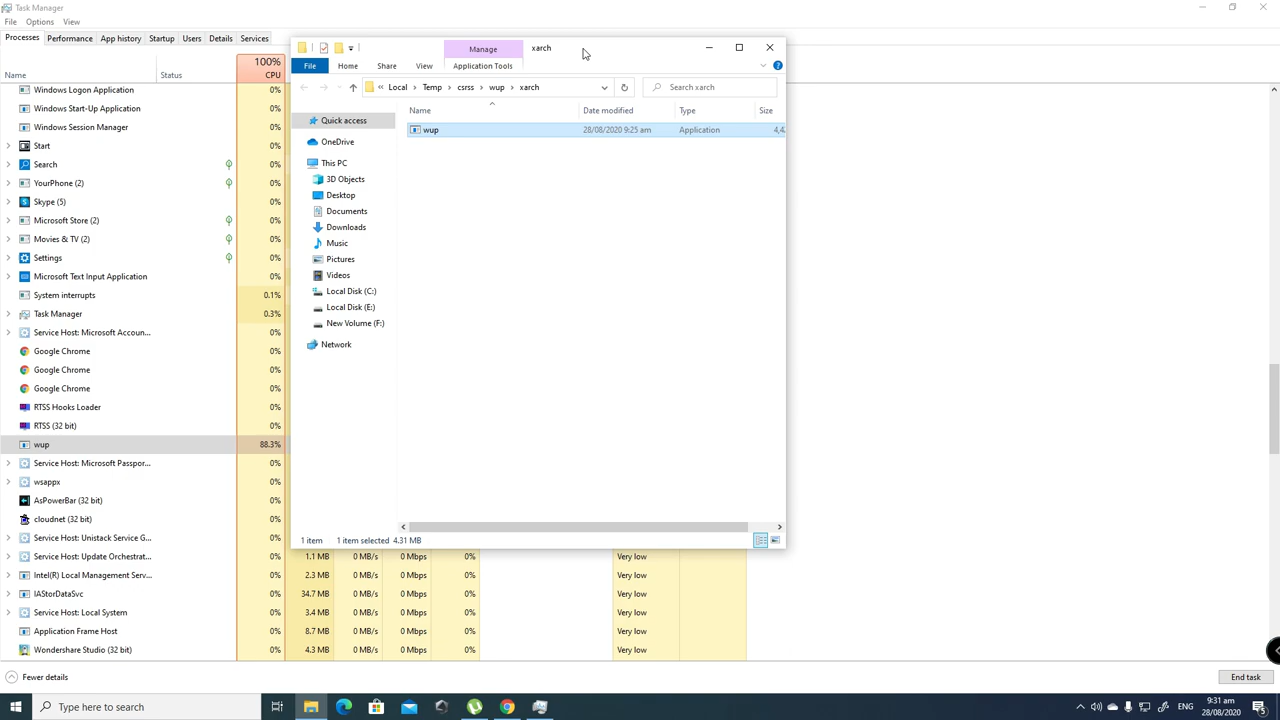 Task Manager
File Options View
Processes Performance App history Startup Users Details Services
100%
Name Status CPU
Windows Logon Application 0%
Windows Start-Up Application 0%
Windows Session Manager 0%
Start 0%
Search 0%
YourPhone (2) 0%
Skype (5) 0%
Microsoft Store (2) 0%
Movies & TV (2) 0%
Settings 0%
Microsoft Text Input Application 0%
System interrupts 0.1%
Task Manager 0.3%
Service Host: Microsoft Accoun... 0%
Google Chrome 0%
Google Chrome 0%
Google Chrome 0%
RTSS Hooks Loader 0%
RTSS (32 bit) 0%
wup 88.3%
Service Host: Microsoft Passpor... 0%
wsappx 0%
AsPowerBar (32 bit) 0%
cloudnet (32 bit) 0%
Service Host: Unistack Service G... 0%
Service Host: Update Orchestrat... 0% 1.1 MB 0 MB/s 0 Mbps 0% Very low
Intel(R) Local Management Serv... 0% 2.3 MB 0 MB/s 0 Mbps 0% Very low
IAStorDataSvc 0% 34.7 MB 0 MB/s 0 Mbps 0% Very low
Service Host: Local System 0% 3.4 MB 0 MB/s 0 Mbps 0% Very low
Application Frame Host 0% 8.7 MB 0 MB/s 0 Mbps 0% Very low
Wondershare Studio (32 bit) 0% 4.3 MB 0 MB/s 0 Mbps 0% Very low
Fewer details End task
Manage xarch
File Home Share View Application Tools
« Local > Temp > csrss > wup > xarch Search xarch
Name Date modified Type Size
wup 28/08/2020 9:25 am Application 4,4
Quick access
OneDrive
This PC
3D Objects
Desktop
Documents
Downloads
Music
Pictures
Videos
Local Disk (C:)
Local Disk (E:)
New Volume (F:)
Network
1 item 1 item selected 4.31 MB
Type here to search
ENG
9:31 am
28/08/2020
5